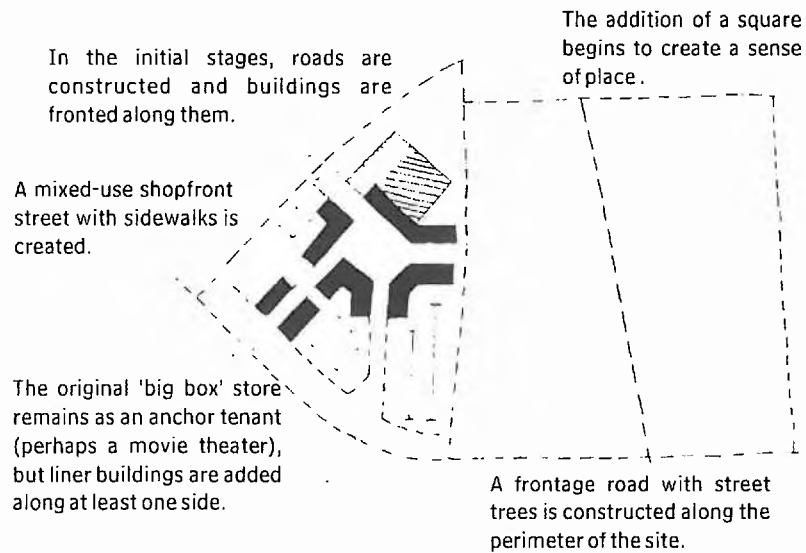 In the initial stages, roads are
constructed and buildings are
fronted along them.
The addition of a square
begins to create a sense
of place.
A mixed-use shopfront
street with sidewalks is
created.
The original 'big box' store
remains as an anchor tenant
(perhaps a movie theater),
but liner buildings are added
along at least one side.
A frontage road with street
trees is constructed along the
perimeter of the site.